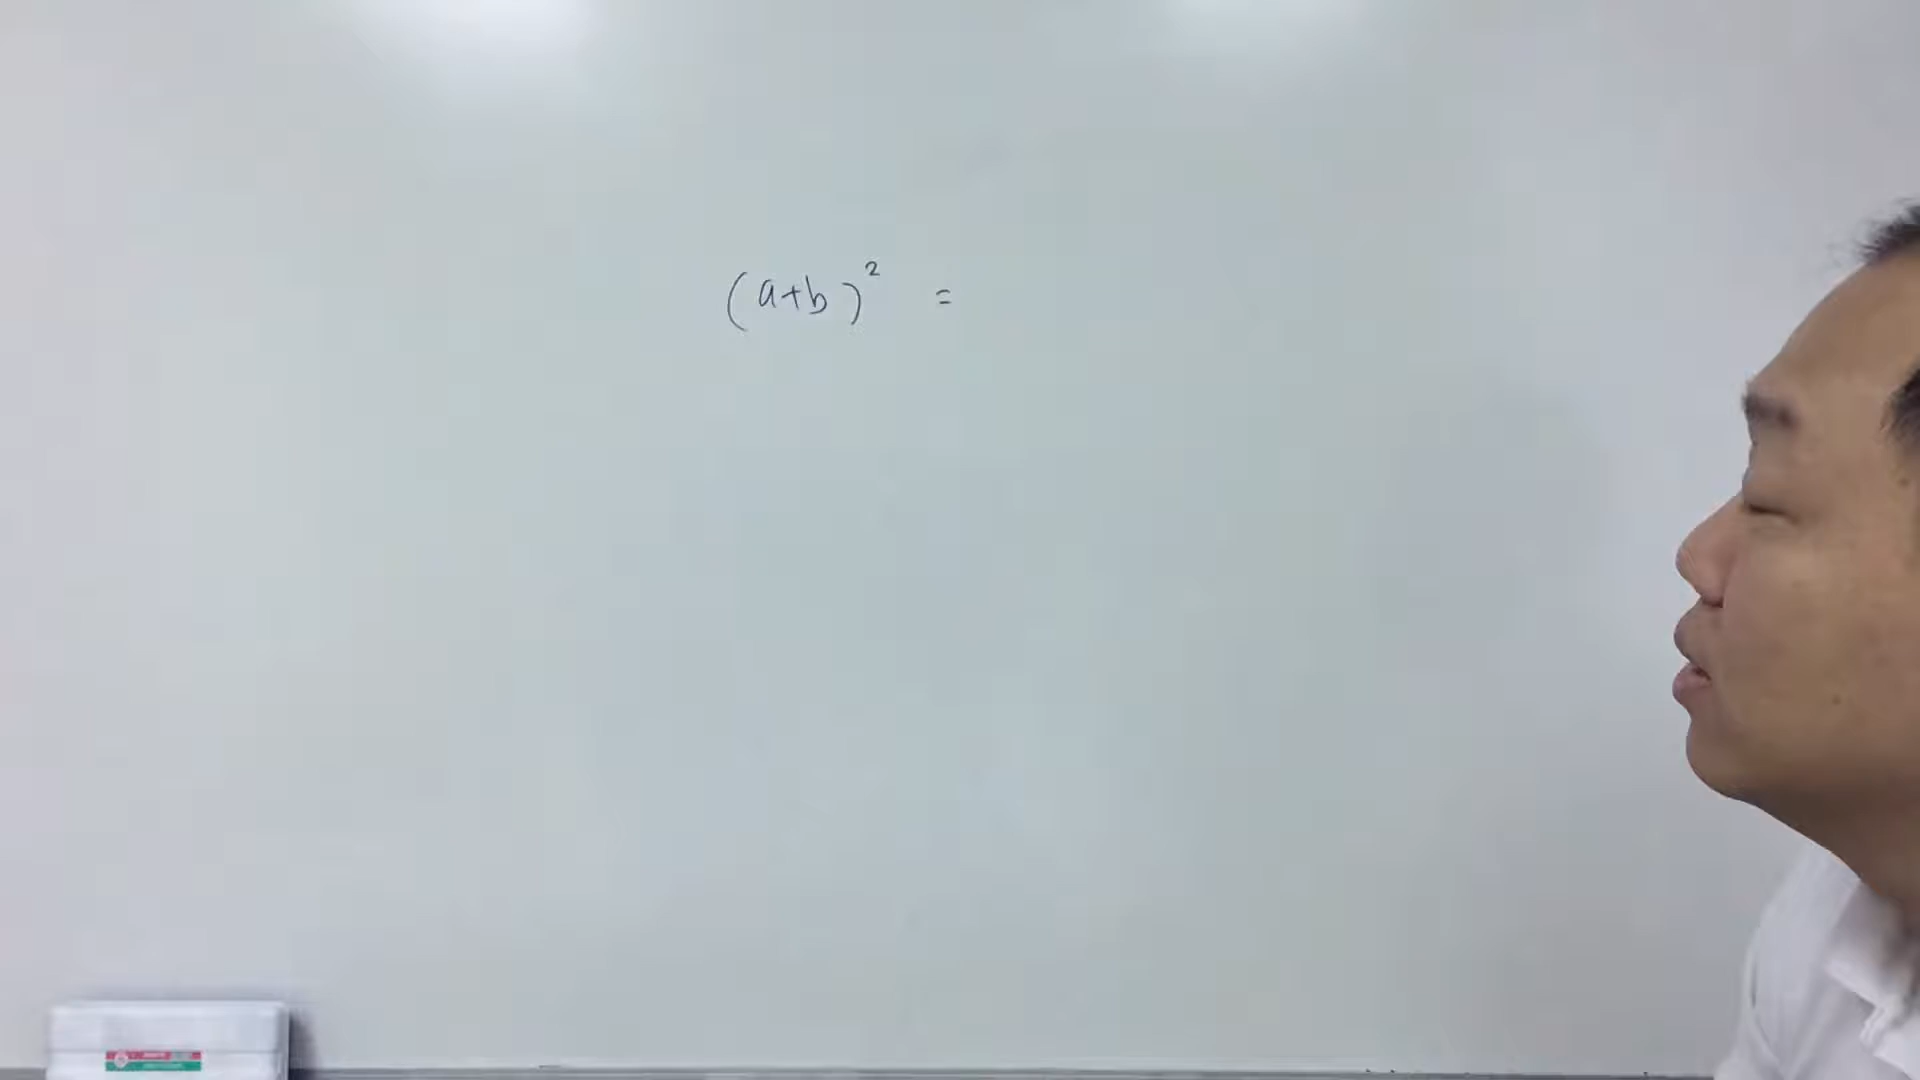 (a+b)² =